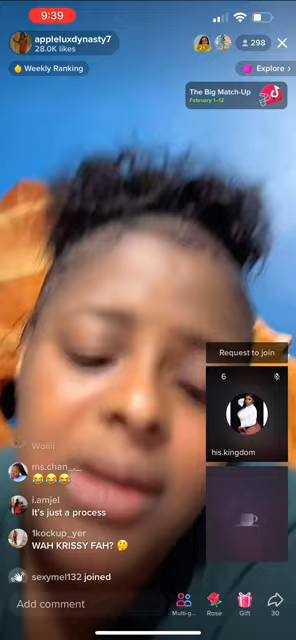 9:39
appleluxdynasty7
28.0K likes
298
Weekly Ranking
Explore >
The Big Match-Up
February 1-12
Request to join
6
his.kingdom
Woiiii
ms.chan_._
😂😂😂
i.amjel
It's just a process
1kockup_yer
WAH KRISSY FAH? 🤔
sexymel132 joined
Add comment
Multi-g...
Rose
Gift
30